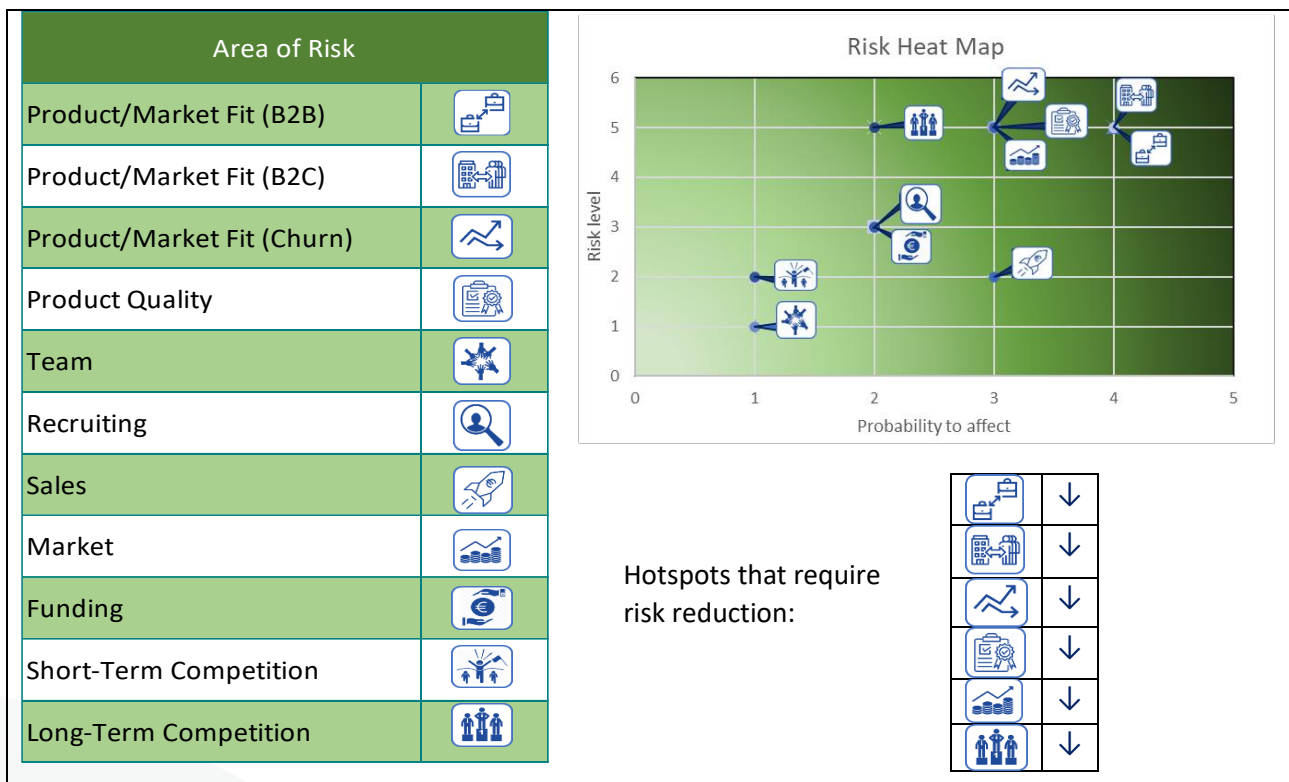 Area of Risk
Product/Market Fit (B2B)
Product/Market Fit (B2C)
Product/Market Fit (Churn)
Product Quality
Team
Recruiting
Sales
Market
Funding
Short-Term Competition
Long-Term Competition
Risk Heat Map
Risk level
6
5
4
3
2
1
0
0 1 2 3 4 5
Probability to affect
Hotspots that require
risk reduction: